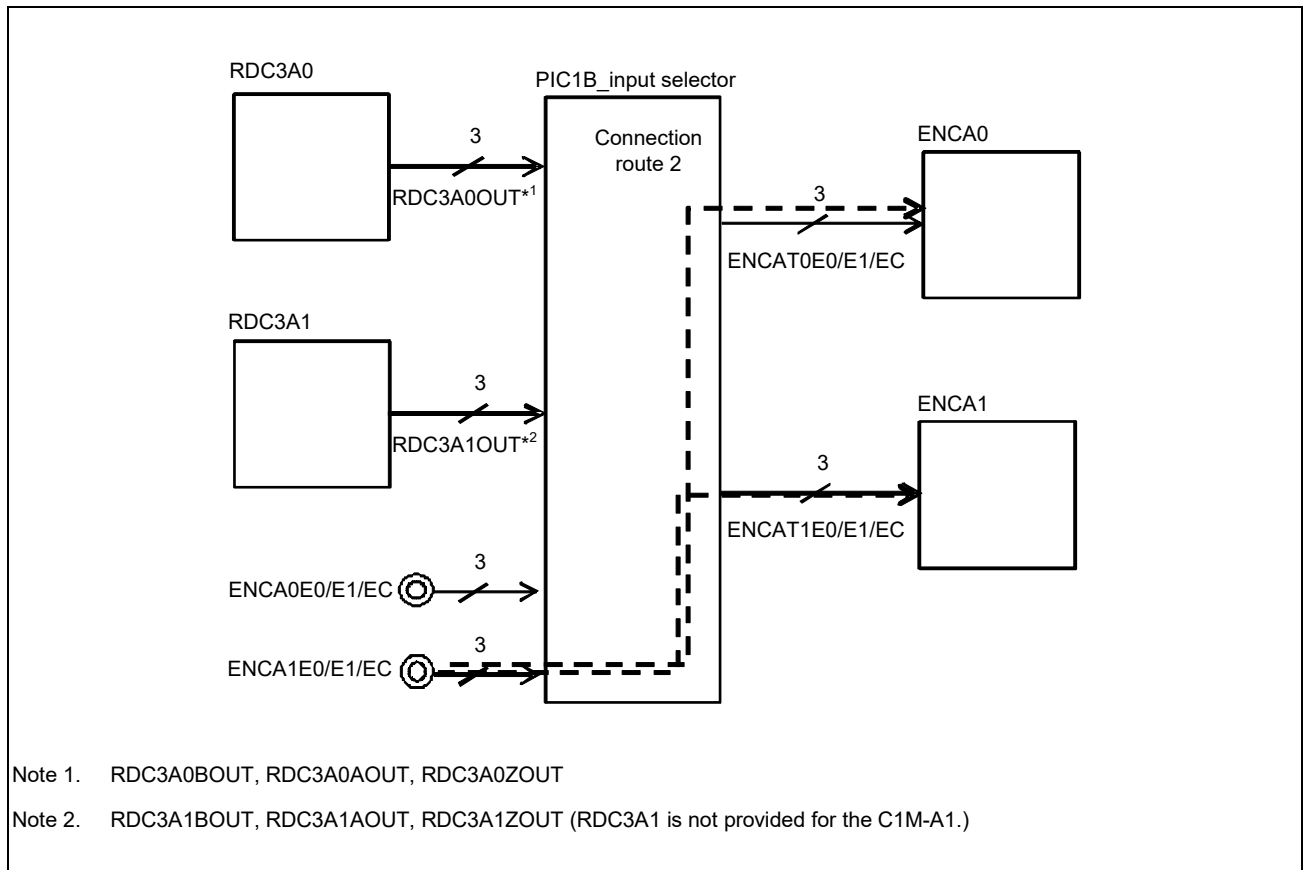 RDC3A0
PIC1B_input selector
3
Connection
route 2
ENCA0
RDC3A0OUT*1
3
ENCAT0E0/E1/EC
RDC3A1
3
ENCA1
RDC3A1OUT*2
3
ENCAT1E0/E1/EC
3
ENCA0E0/E1/EC
3
ENCA1E0/E1/EC
Note 1. RDC3A0BOUT, RDC3A0AOUT, RDC3A0ZOUT
Note 2. RDC3A1BOUT, RDC3A1AOUT, RDC3A1ZOUT (RDC3A1 is not provided for the C1M-A1.)